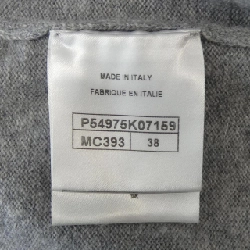 MADE IN ITALY
FABRIQUE EN ITALIE
P54975K07159
MC393 38